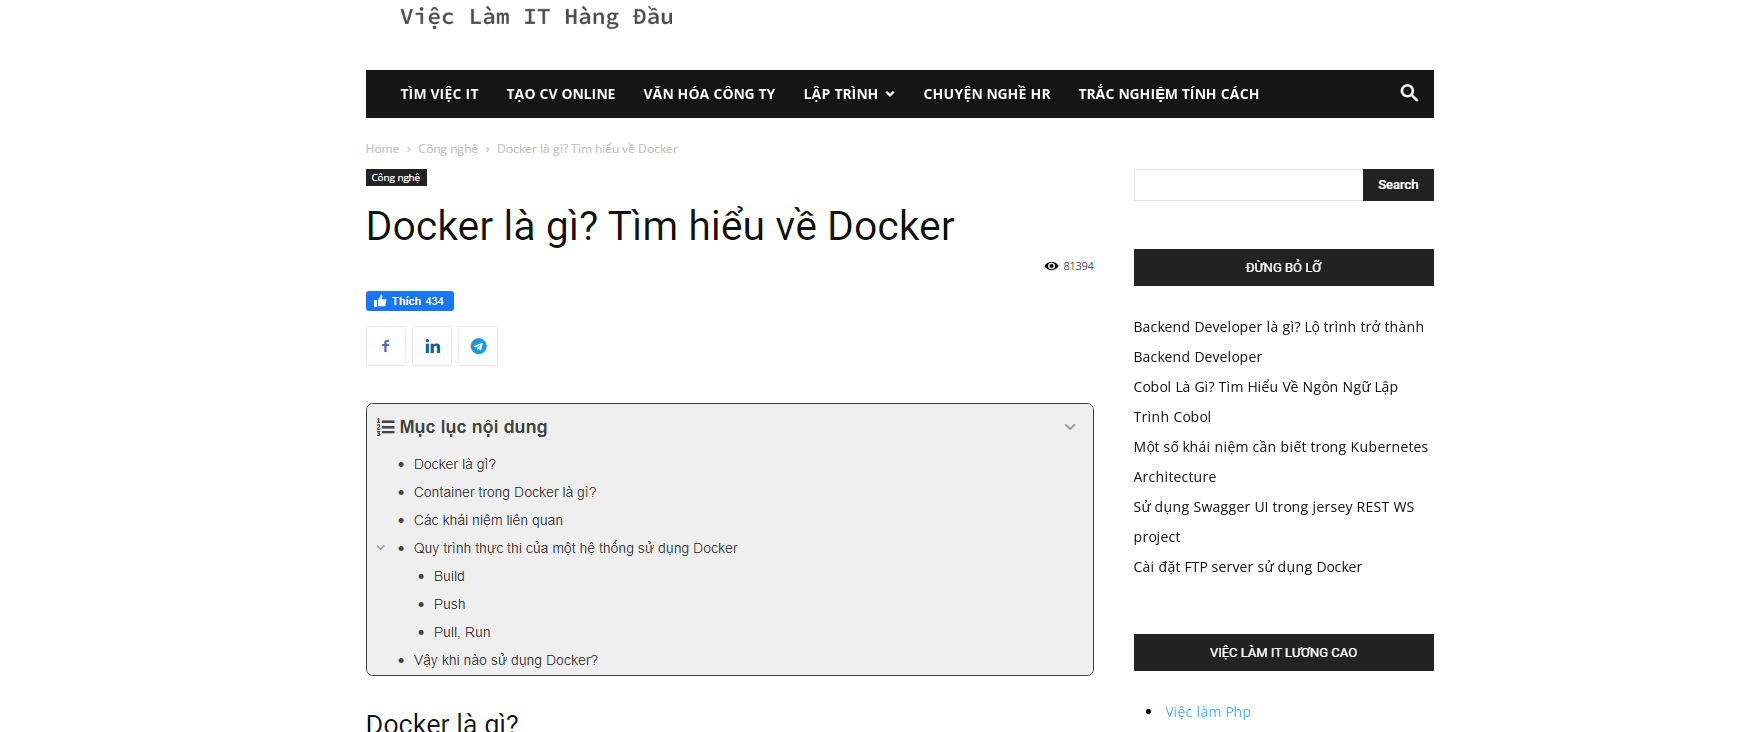 Việc Làm IT Hàng Đầu
TÌM VIỆC IT TẠO CV ONLINE VĂN HÓA CÔNG TY LẬP TRÌNH CHUYỆN NGHỀ HR TRẮC NGHIỆM TÍNH CÁCH
Home › Công nghệ › Docker là gì? Tìm hiểu về Docker
Công nghệ
Docker là gì? Tìm hiểu về Docker
81394
Thích 434
Mục lục nội dung
Docker là gì?
Container trong Docker là gì?
Các khái niệm liên quan
Quy trình thực thi của một hệ thống sử dụng Docker
Build
Push
Pull, Run
Vậy khi nào sử dụng Docker?
Docker là gì?
Search
ĐỪNG BỎ LỠ
Backend Developer là gì? Lộ trình trở thành
Backend Developer
Cobol Là Gì? Tìm Hiểu Về Ngôn Ngữ Lập
Trình Cobol
Một số khái niệm cần biết trong Kubernetes
Architecture
Sử dụng Swagger UI trong jersey REST WS
project
Cài đặt FTP server sử dụng Docker
VIỆC LÀM IT LƯƠNG CAO
Việc làm Php